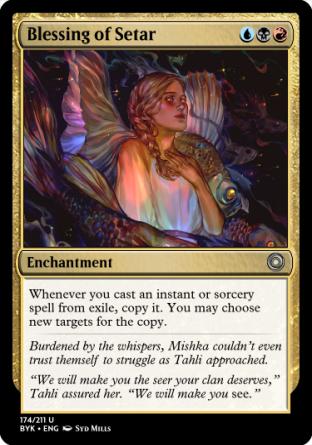 Blessing of Setar
Enchantment
Whenever you cast an instant or sorcery
spell from exile, copy it. You may choose
new targets for the copy.
Burdened by the whispers, Mishka couldn't even
trust themself to struggle as Tahli approached.
“We will make you the seer your clan deserves,”
Tahli assured her. “We will make you see.”
174/211 U
BYK • ENG Syd Mills